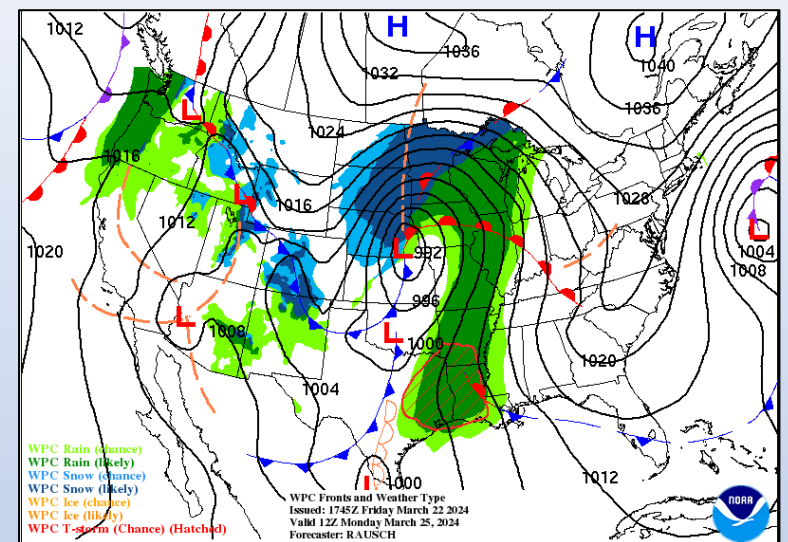 1012
H
H
1036
1032
1040
1036
L
1024
1016
L
1016
1028
1012
L
1020
L
992
1004
1008
996
L
1008
L
1000
1020
1004
1012
L
1000
WPC Rain (chance)
WPC Rain (likely)
WPC Snow (chance)
WPC Snow (likely)
WPC Ice (chance)
WPC Ice (likely)
WPC T-storm (Chance) (Hatched)
WPC Fronts and Weather Type
Issued: 1745Z Friday March 22 2024
Valid 12Z Monday March 25, 2024
Forecaster: RAUSCH
NOAA